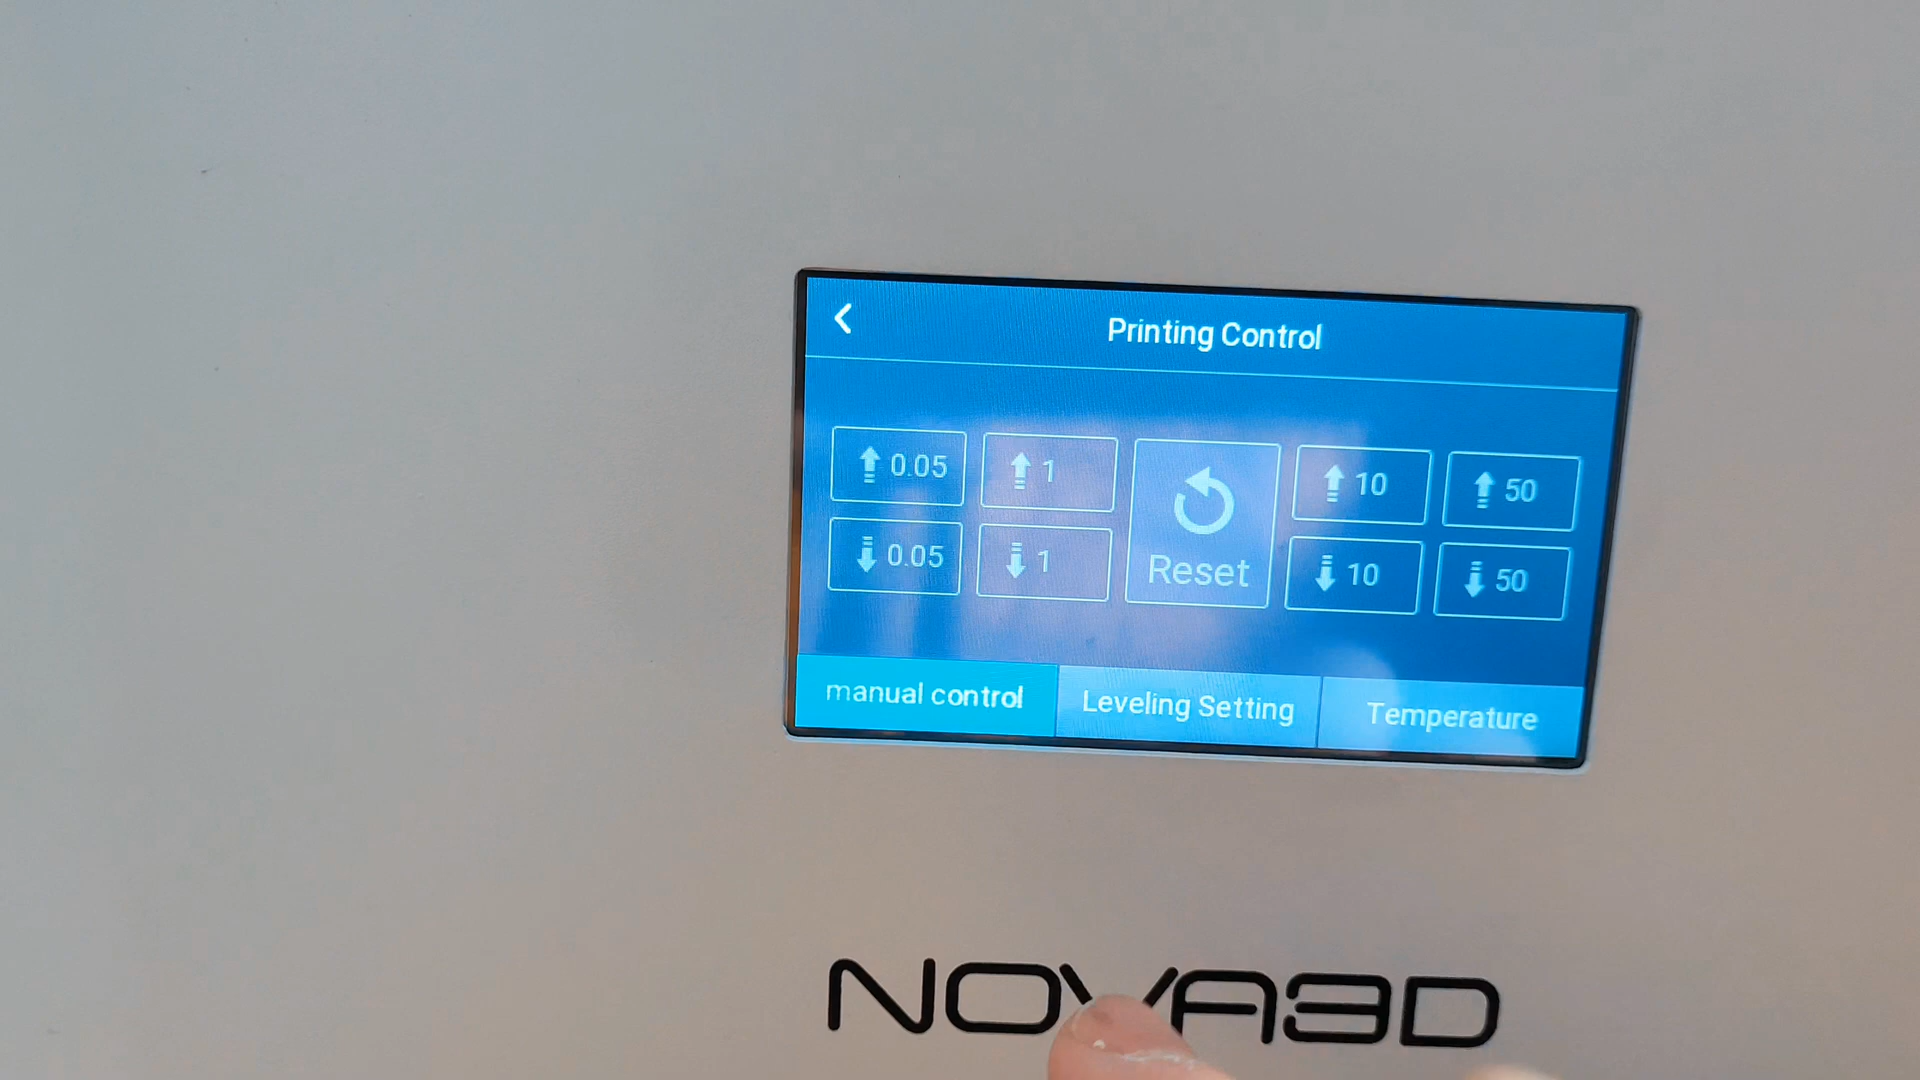 Printing Control
0.05 1 10 50
0.05 1 Reset 10 50
manual control Leveling Setting Temperature
NOVA3D